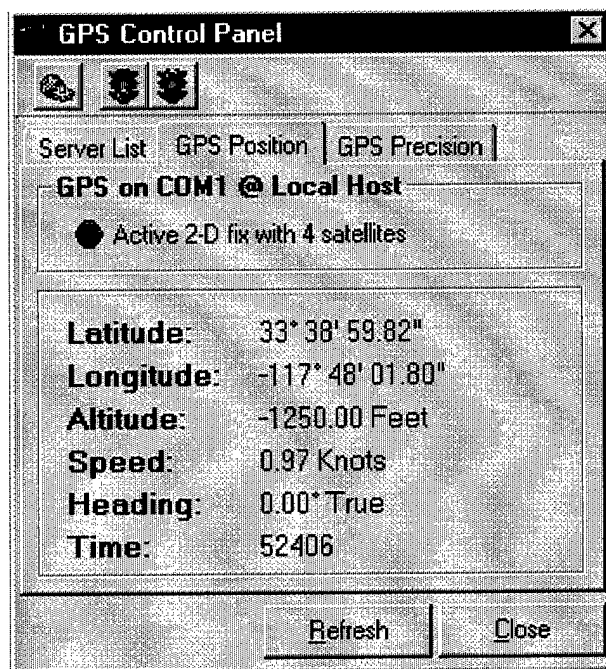 GPS Control Panel
Server List GPS Position GPS Precision
GPS on COM1 @ Local Host
Active 2-D fix with 4 satellites
Latitude: 33° 38' 59.82"
Longitude: -117° 48' 01.80"
Altitude: -1250.00 Feet
Speed: 0.97 Knots
Heading: 0.00° True
Time: 52406
Refresh Close